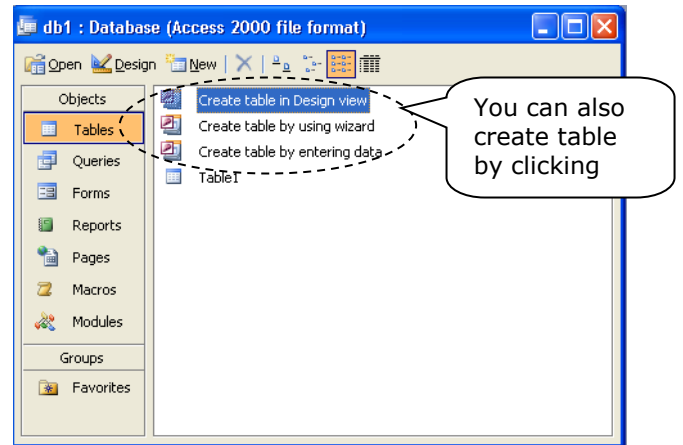 db1 : Database (Access 2000 file format)
Open Design New
Objects
Tables
Queries
Forms
Reports
Pages
Macros
Modules
Groups
Favorites
Create table in Design view
Create table by using wizard
Create table by entering data
Table1
You can also
create table
by clicking